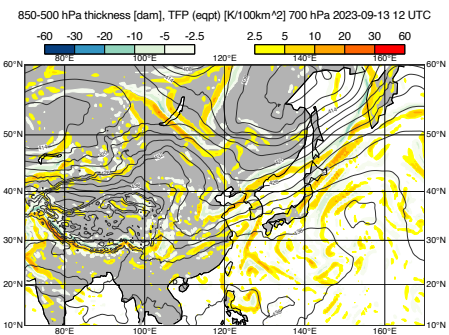 850-500 hPa thickness [dam], TFP (eqpt) [K/100km^2] 700 hPa 2023-09-13 12 UTC
-60 -30 -20 -10 -5 -2.5 2.5 5 10 20 30 60
80°E 100°E 120°E 140°E 160°E
60°N 60°N
50°N 50°N
40°N 40°N
30°N 30°N
20°N 20°N
10°N 10°N
80°E 100°E 120°E 140°E 160°E